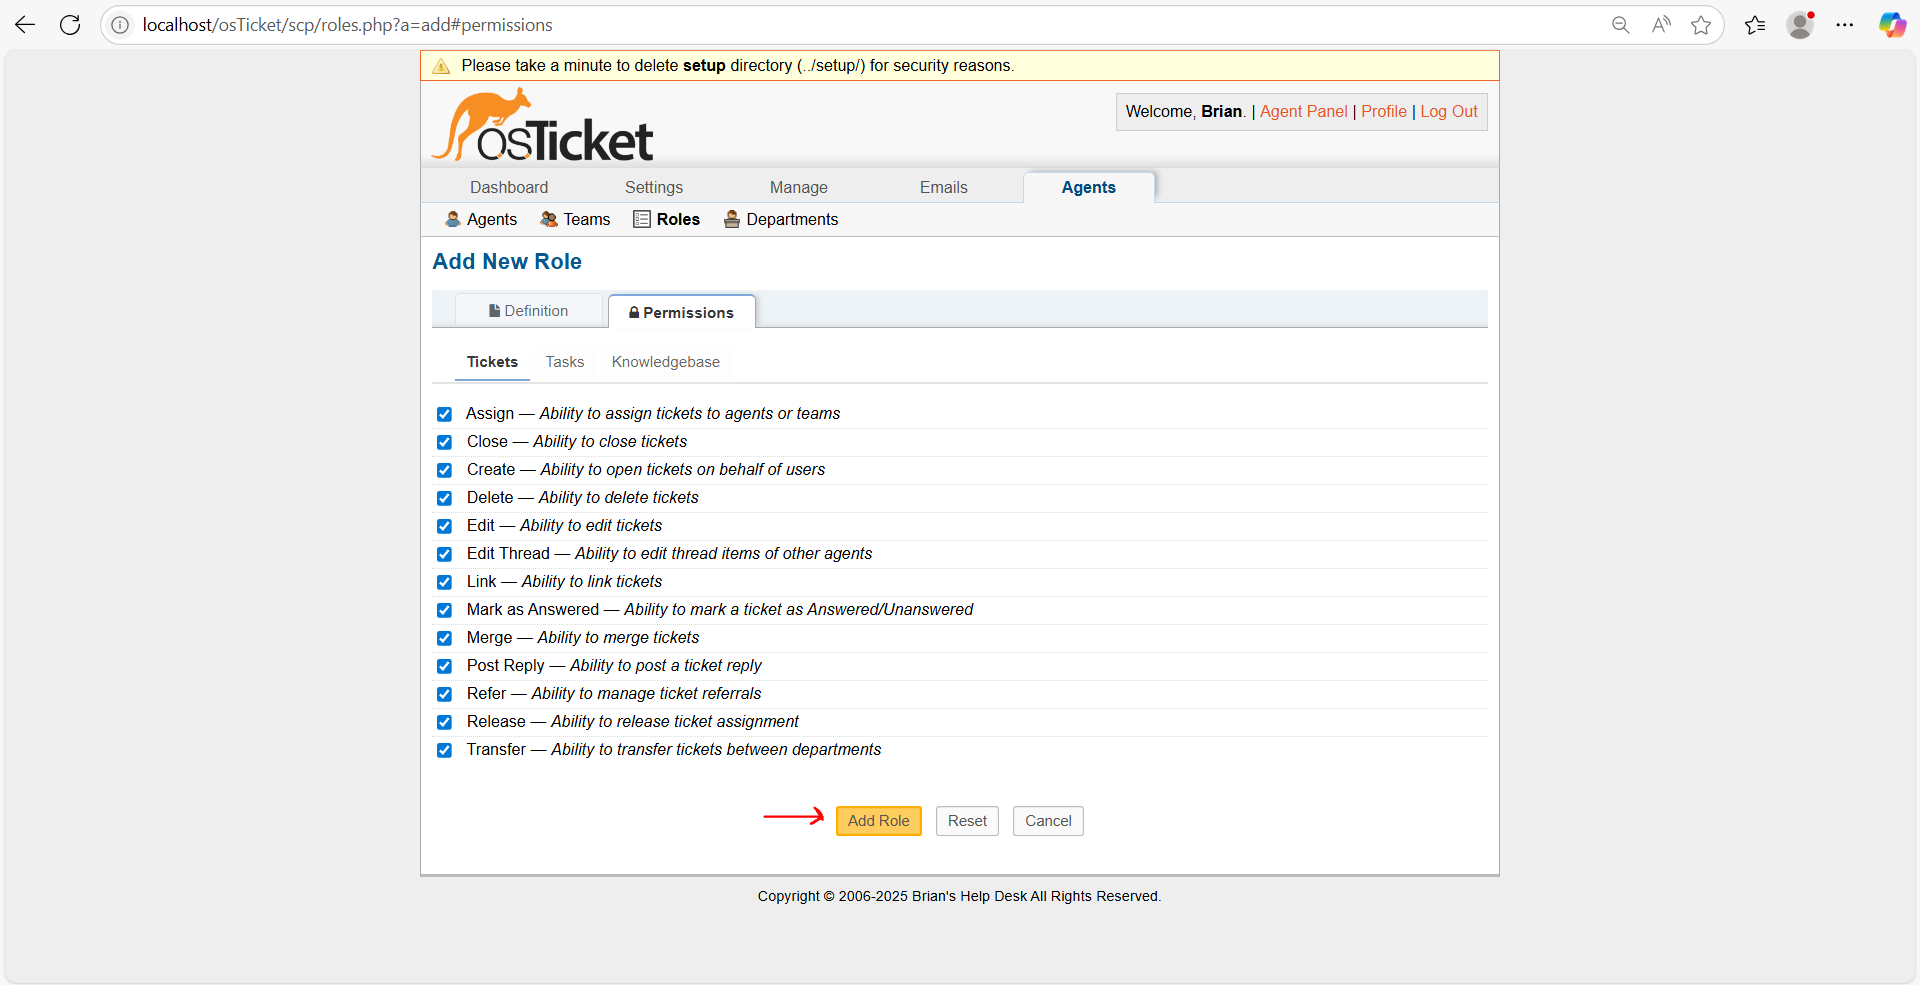 localhost/osTicket/scp/roles.php?a=add#permissions
Please take a minute to delete setup directory (../setup/) for security reasons.
osTicket
Welcome, Brian. | Agent Panel | Profile | Log Out
Dashboard Settings Manage Emails Agents
Agents Teams Roles Departments
Add New Role
Definition Permissions
Tickets Tasks Knowledgebase
Assign — Ability to assign tickets to agents or teams
Close — Ability to close tickets
Create — Ability to open tickets on behalf of users
Delete — Ability to delete tickets
Edit — Ability to edit tickets
Edit Thread — Ability to edit thread items of other agents
Link — Ability to link tickets
Mark as Answered — Ability to mark a ticket as Answered/Unanswered
Merge — Ability to merge tickets
Post Reply — Ability to post a ticket reply
Refer — Ability to manage ticket referrals
Release — Ability to release ticket assignment
Transfer — Ability to transfer tickets between departments
Add Role Reset Cancel
Copyright © 2006-2025 Brian's Help Desk All Rights Reserved.